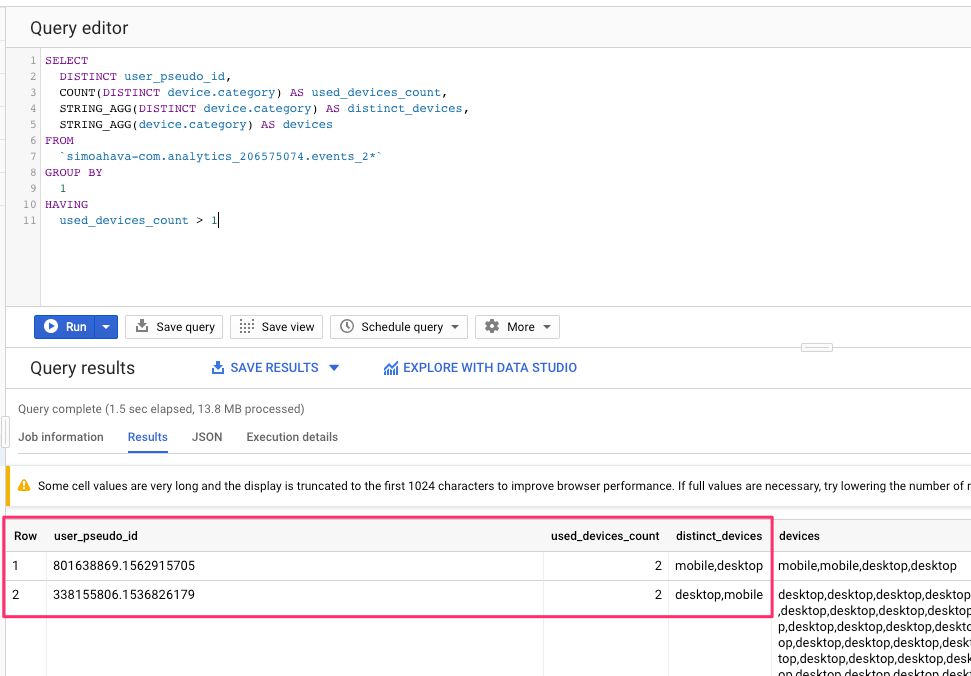 Query editor
1 SELECT
2 DISTINCT user_pseudo_id,
3 COUNT(DISTINCT device.category) AS used_devices_count,
4 STRING_AGG(DISTINCT device.category) AS distinct_devices,
5 STRING_AGG(device.category) AS devices
6 FROM
7 `simoahava-com.analytics_206575074.events_2*`
8 GROUP BY
9 1
10 HAVING
11 used_devices_count > 1
Run Save query Save view Schedule query More
Query results SAVE RESULTS EXPLORE WITH DATA STUDIO
Query complete (1.5 sec elapsed, 13.8 MB processed)
Job information Results JSON Execution details
Some cell values are very long and the display is truncated to the first 1024 characters to improve browser performance. If full values are necessary, try lowering the number of
Row user_pseudo_id used_devices_count distinct_devices devices
1 801638869.1562915705 2 mobile,desktop mobile,mobile,desktop,desktop
2 338155806.1536826179 2 desktop,mobile desktop,desktop,desktop,desktop
,desktop,desktop,desktop,desktop
p,desktop,desktop,desktop,deskto
op,desktop,desktop,desktop,deskt
top,desktop,desktop,desktop,desk
op,desktop,desktop,desktop,deskt